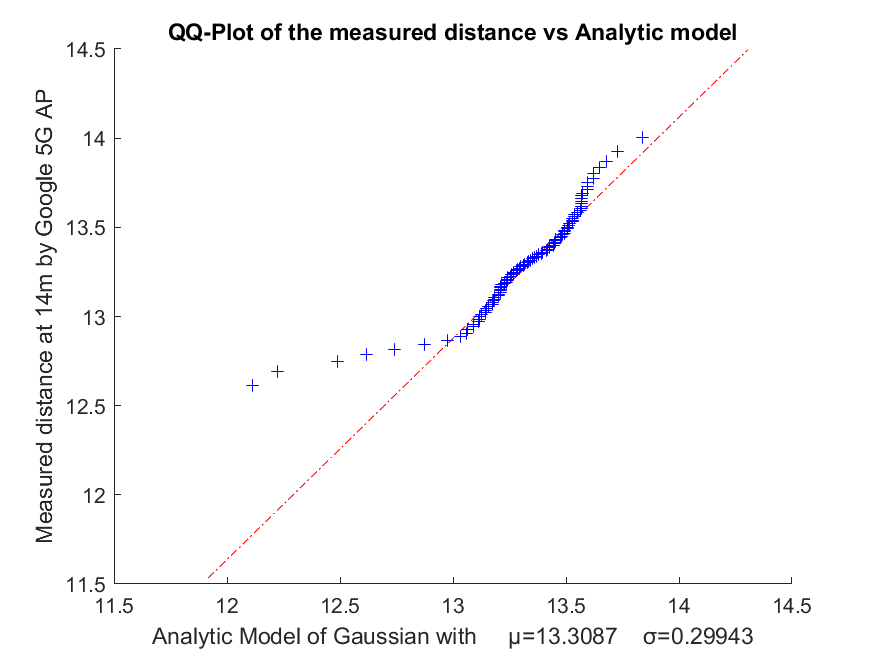 QQ-Plot of the measured distance vs Analytic model
14.5
14
13.5
13
12.5
12
11.5
Measured distance at 14m by Google 5G AP
11.5 12 12.5 13 13.5 14 14.5
Analytic Model of Gaussian with μ=13.3087 σ=0.29943